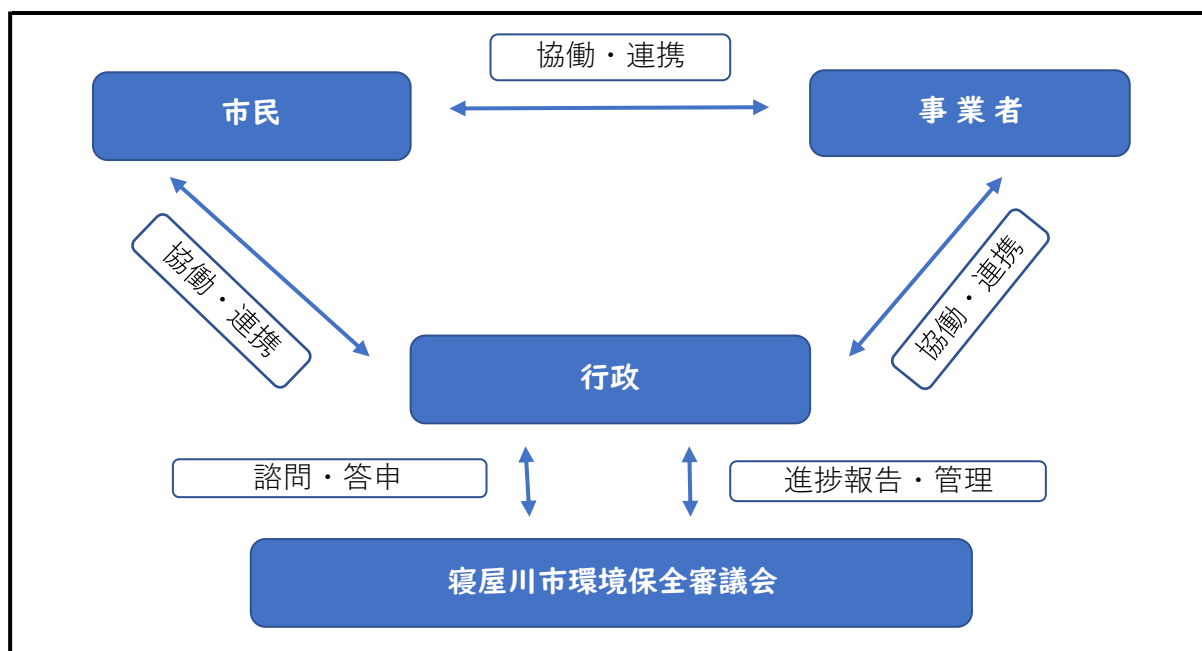 協働・連携
市民
事業者
協働・連携
協働・連携
行政
諮問・答申
進捗報告・管理
寝屋川市環境保全審議会